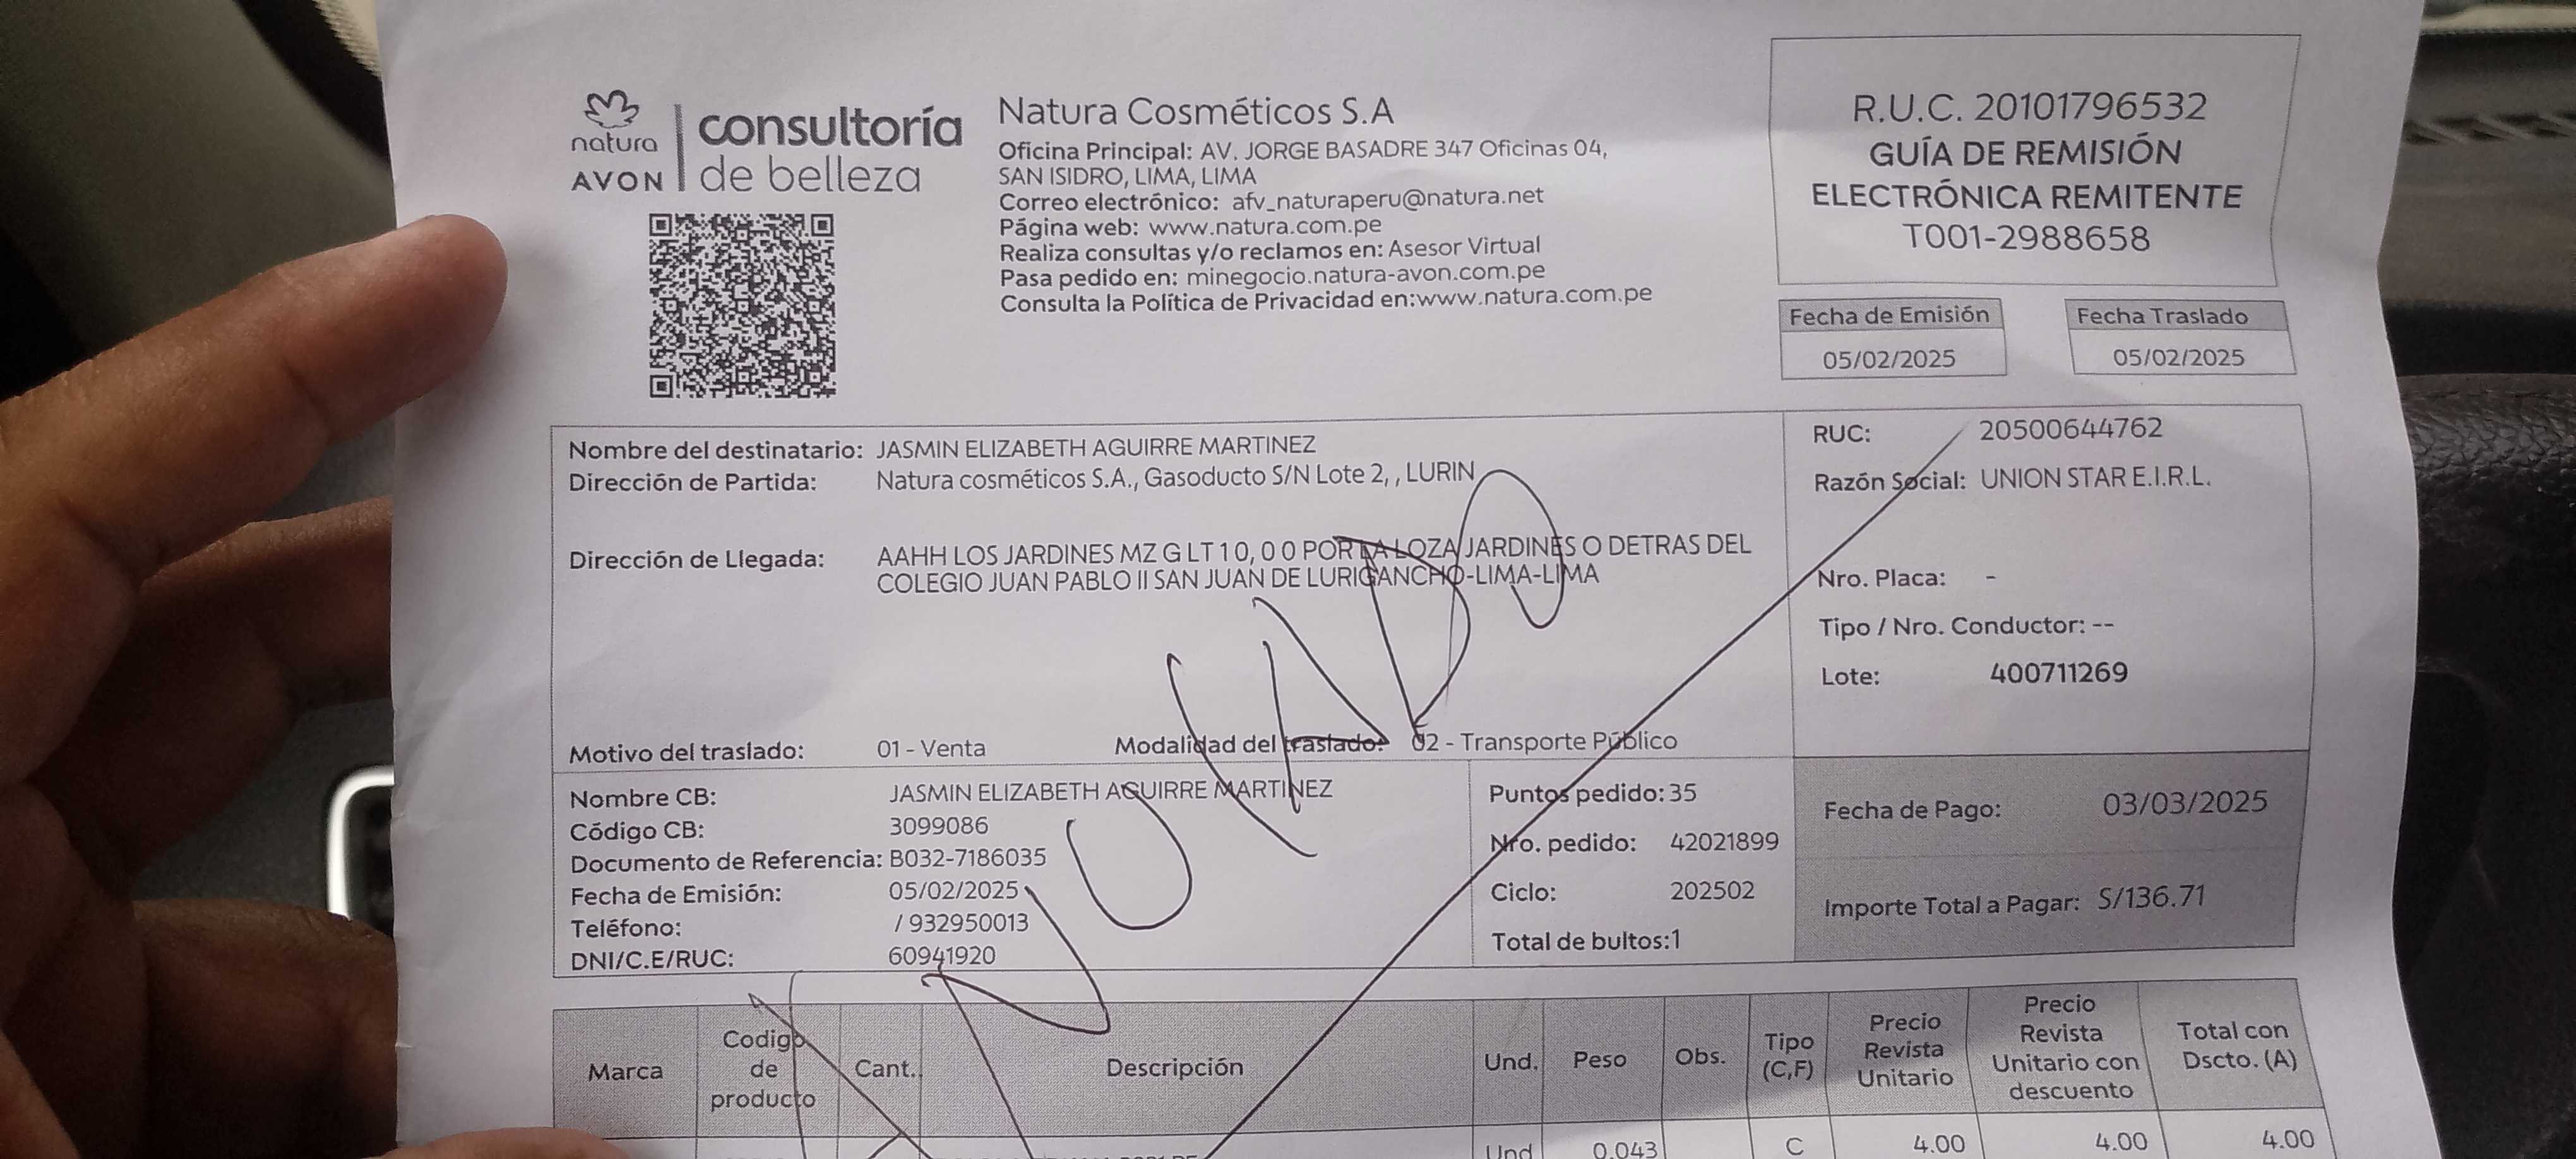 natura
AVON
consultoría
de belleza
Natura Cosméticos S.A
Oficina Principal: AV. JORGE BASADRE 347 Oficinas 04,
SAN ISIDRO, LIMA, LIMA
Correo electrónico: afv_naturaperu@natura.net
Página web: www.natura.com.pe
Realiza consultas y/o reclamos en: Asesor Virtual
Pasa pedido en: minegocio.natura-avon.com.pe
Consulta la Política de Privacidad en:www.natura.com.pe
R.U.C. 20101796532
GUÍA DE REMISIÓN
ELECTRÓNICA REMITENTE
T001-2988658
Fecha de Emisión
05/02/2025
Fecha Traslado
05/02/2025
Nombre del destinatario: JASMIN ELIZABETH AGUIRRE MARTINEZ
Dirección de Partida: Natura cosméticos S.A., Gasoducto S/N Lote 2, , LURIN
Dirección de Llegada: AAHH LOS JARDINES MZ G LT 10, 0 0 POR LA LOZA JARDINES O DETRAS DEL
COLEGIO JUAN PABLO II SAN JUAN DE LURIGANCHO-LIMA-LIMA
Motivo del traslado: 01 - Venta Modalidad del traslado: 02 - Transporte Público
RUC: 20500644762
Razón Social: UNION STAR E.I.R.L.
Nro. Placa: -
Tipo / Nro. Conductor: --
Lote: 400711269
ANULADO
Nombre CB: JASMIN ELIZABETH AGUIRRE MARTINEZ
Código CB: 3099086
Documento de Referencia: B032-7186035
Fecha de Emisión: 05/02/2025
Teléfono: / 932950013
DNI/C.E/RUC: 60941920
Puntos pedido: 35
Nro. pedido: 42021899
Ciclo: 202502
Total de bultos:1
Fecha de Pago: 03/03/2025
Importe Total a Pagar: S/136.71
Marca
Codigo
de
producto
Cant.
Descripción
Und.
Peso
Obs.
Tipo
(C,F)
Precio
Revista
Unitario
Precio
Revista
Unitario con
descuento
Total con
Dscto. (A)
Und 0.043 C 4.00 4.00 4.00